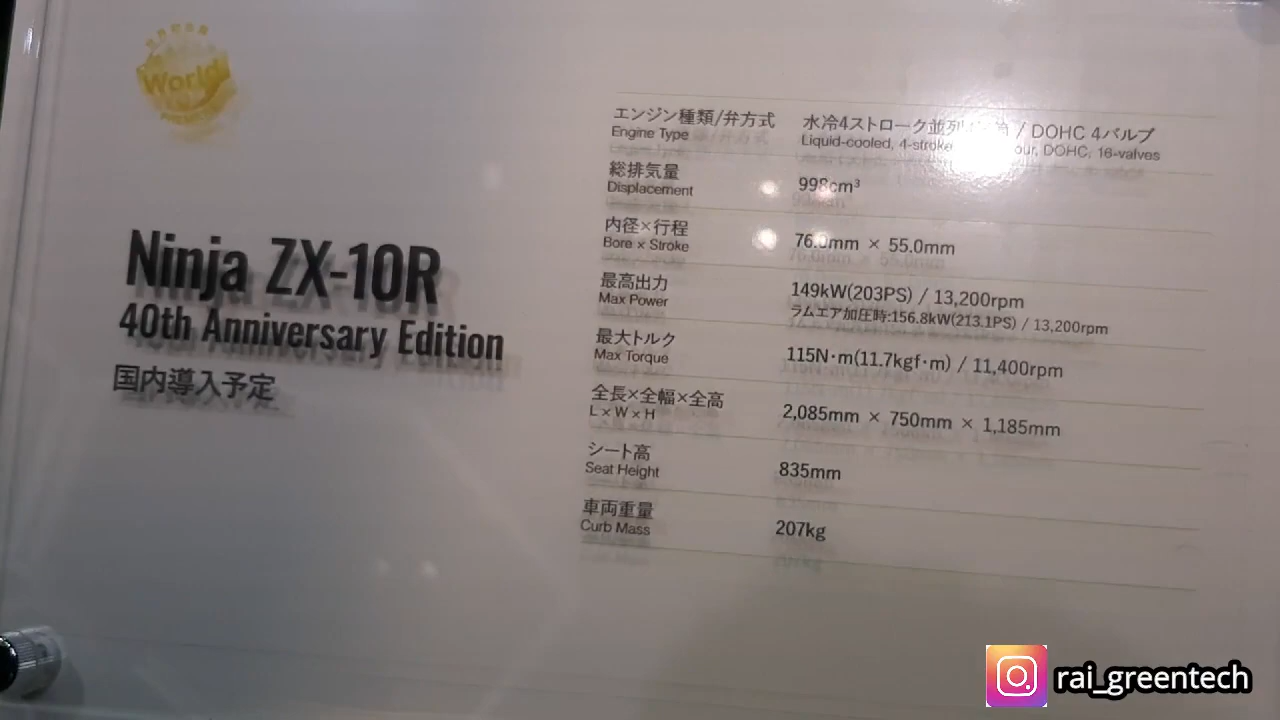 World
Ninja ZX-10R
40th Anniversary Edition
国内導入予定
エンジン種類/弁方式
Engine Type
水冷4ストローク並列 / DOHC 4バルブ
Liquid-cooled, 4-stroke DOHC, 16-valves
総排気量
Displacement
998cm³
内径×行程
Bore × Stroke
76.0mm × 55.0mm
最高出力
Max Power
149kW(203PS) / 13,200rpm
ラムエア加圧時:156.8kW(213.1PS) / 13,200rpm
最大トルク
Max Torque
115N·m(11.7kgf·m) / 11,400rpm
全長×全幅×全高
L × W × H
2,085mm × 750mm × 1,185mm
シート高
Seat Height
835mm
車両重量
Curb Mass
207kg
rai_greentech